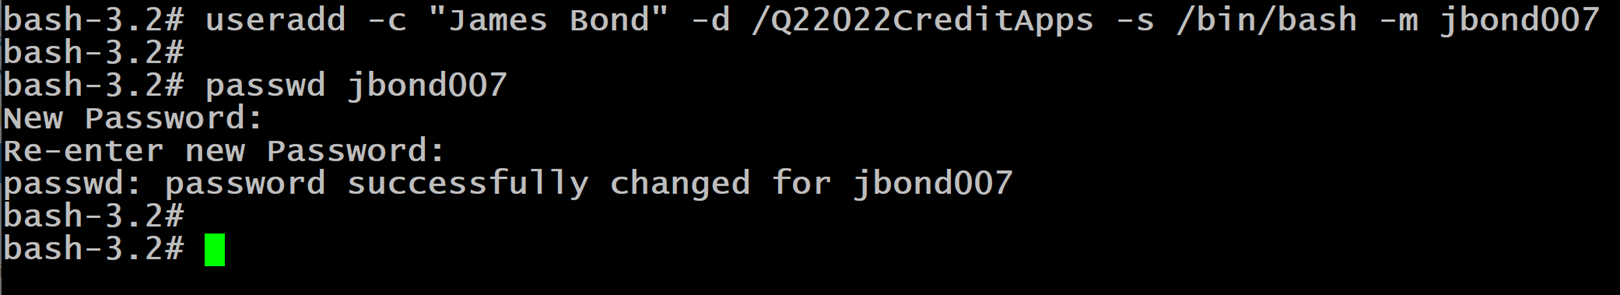 bash-3.2# useradd -c "James Bond" -d /Q22022CreditApps -s /bin/bash -m jbond007
bash-3.2#
bash-3.2# passwd jbond007
New Password:
Re-enter new Password:
passwd: password successfully changed for jbond007
bash-3.2#
bash-3.2#